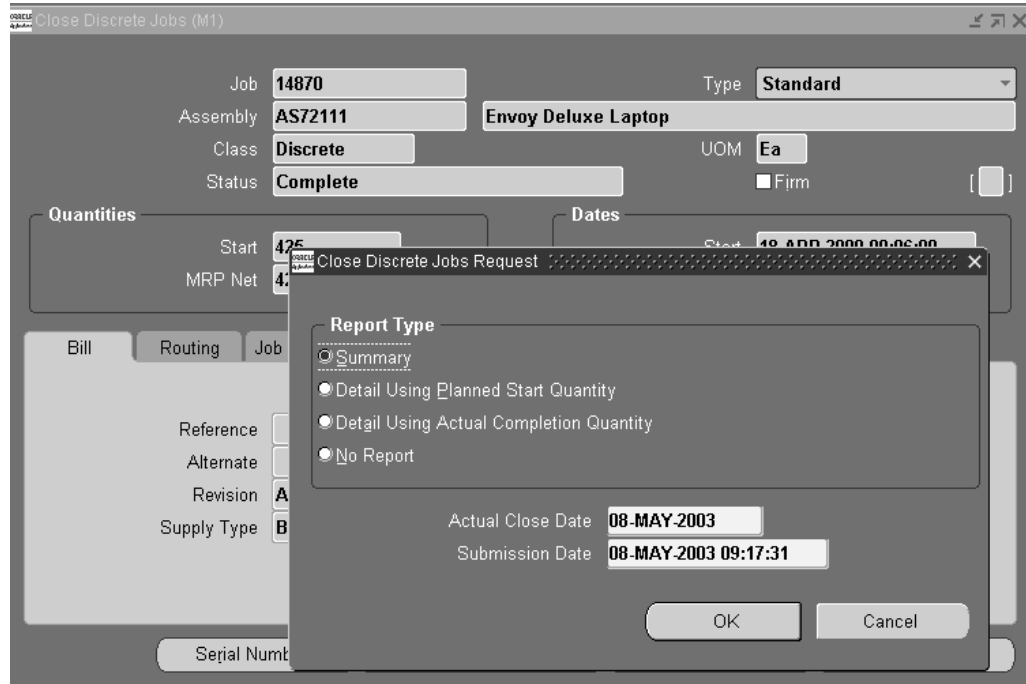 Close Discrete Jobs (M1)
Job 14870 Type Standard
Assembly AS72111 Envoy Deluxe Laptop
Class Discrete UOM Ea
Status Complete Firm [ ]
Quantities Dates
Start 425 Start
MRP Net
Close Discrete Jobs Request
Report Type
Summary
Detail Using Planned Start Quantity
Detail Using Actual Completion Quantity
No Report
Actual Close Date 08-MAY-2003
Submission Date 08-MAY-2003 09:17:31
OK Cancel
Bill Routing Job
Reference
Alternate
Revision A
Supply Type B
Serial Numb